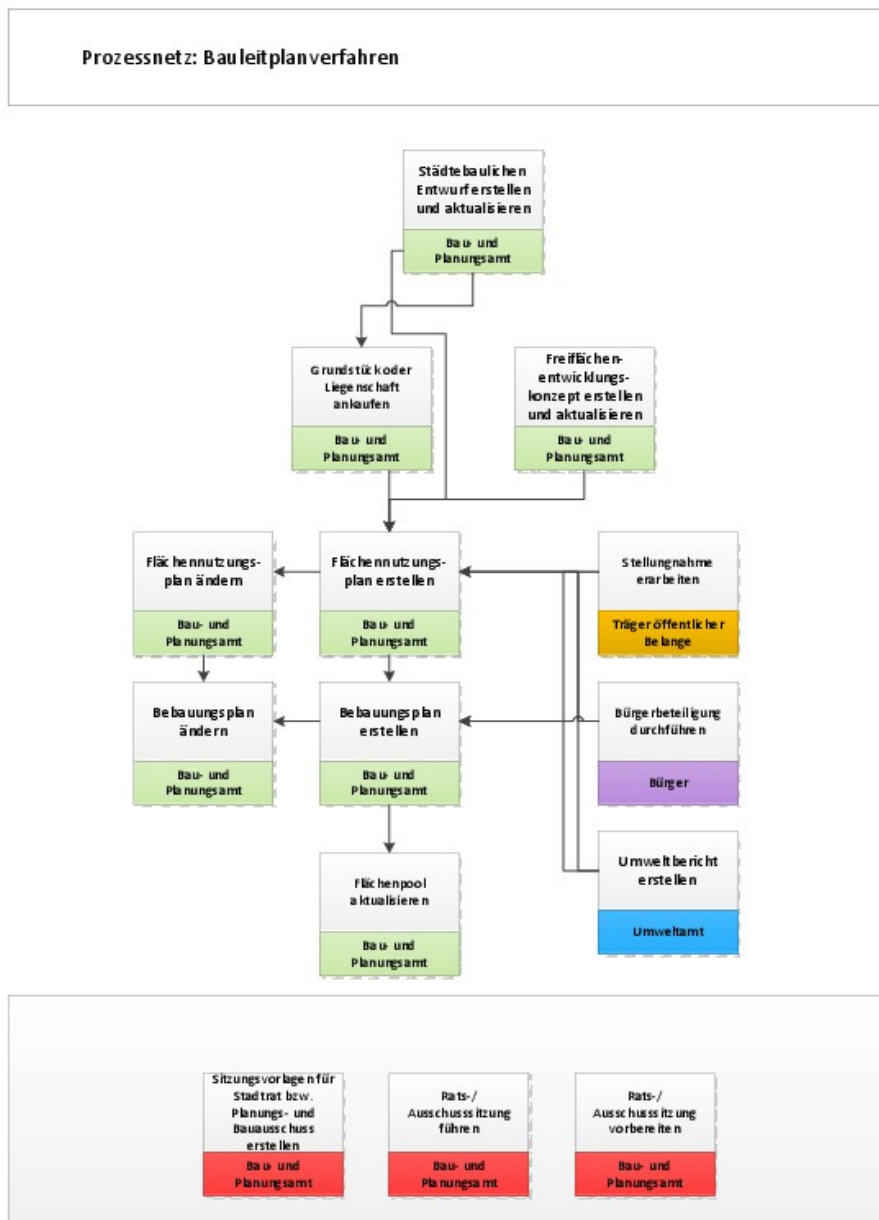 Prozessnetz: Bauleitplanverfahren
Städtebaulichen
Entwurf erstellen
und aktualisieren
Bau- und
Planungsamt
Grundstück oder
Liegenschaft
ankaufen
Bau- und
Planungsamt
Freiflächen-
entwicklungs-
konzept erstellen
und aktualisieren
Bau- und
Planungsamt
Flächennutzungs-
plan ändern
Bau- und
Planungsamt
Flächennutzungs-
plan erstellen
Bau- und
Planungsamt
Stellungnahme
erarbeiten
Träger öffentlicher
Belange
Bebauungsplan
ändern
Bau- und
Planungsamt
Bebauungsplan
erstellen
Bau- und
Planungsamt
Bürgerbeteiligung
durchführen
Bürger
Flächenpool
aktualisieren
Bau- und
Planungsamt
Umweltbericht
erstellen
Umweltamt
Sitzungsvorlagen für
Stadtrat bzw.
Planungs- und
Bauausschuss
erstellen
Bau- und
Planungsamt
Rats-/
Ausschusssitzung
führen
Bau- und
Planungsamt
Rats-/
Ausschusssitzung
vorbereiten
Bau- und
Planungsamt